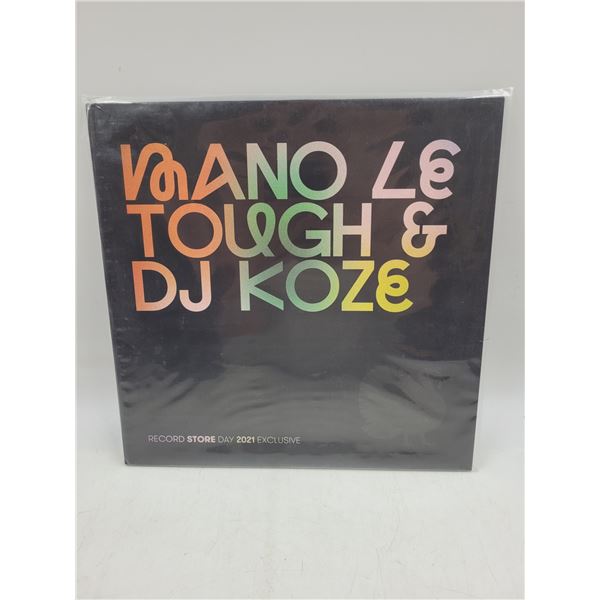 MANO LE
TOUGH &
DJ KOZE
RECORD STORE DAY 2021 EXCLUSIVE